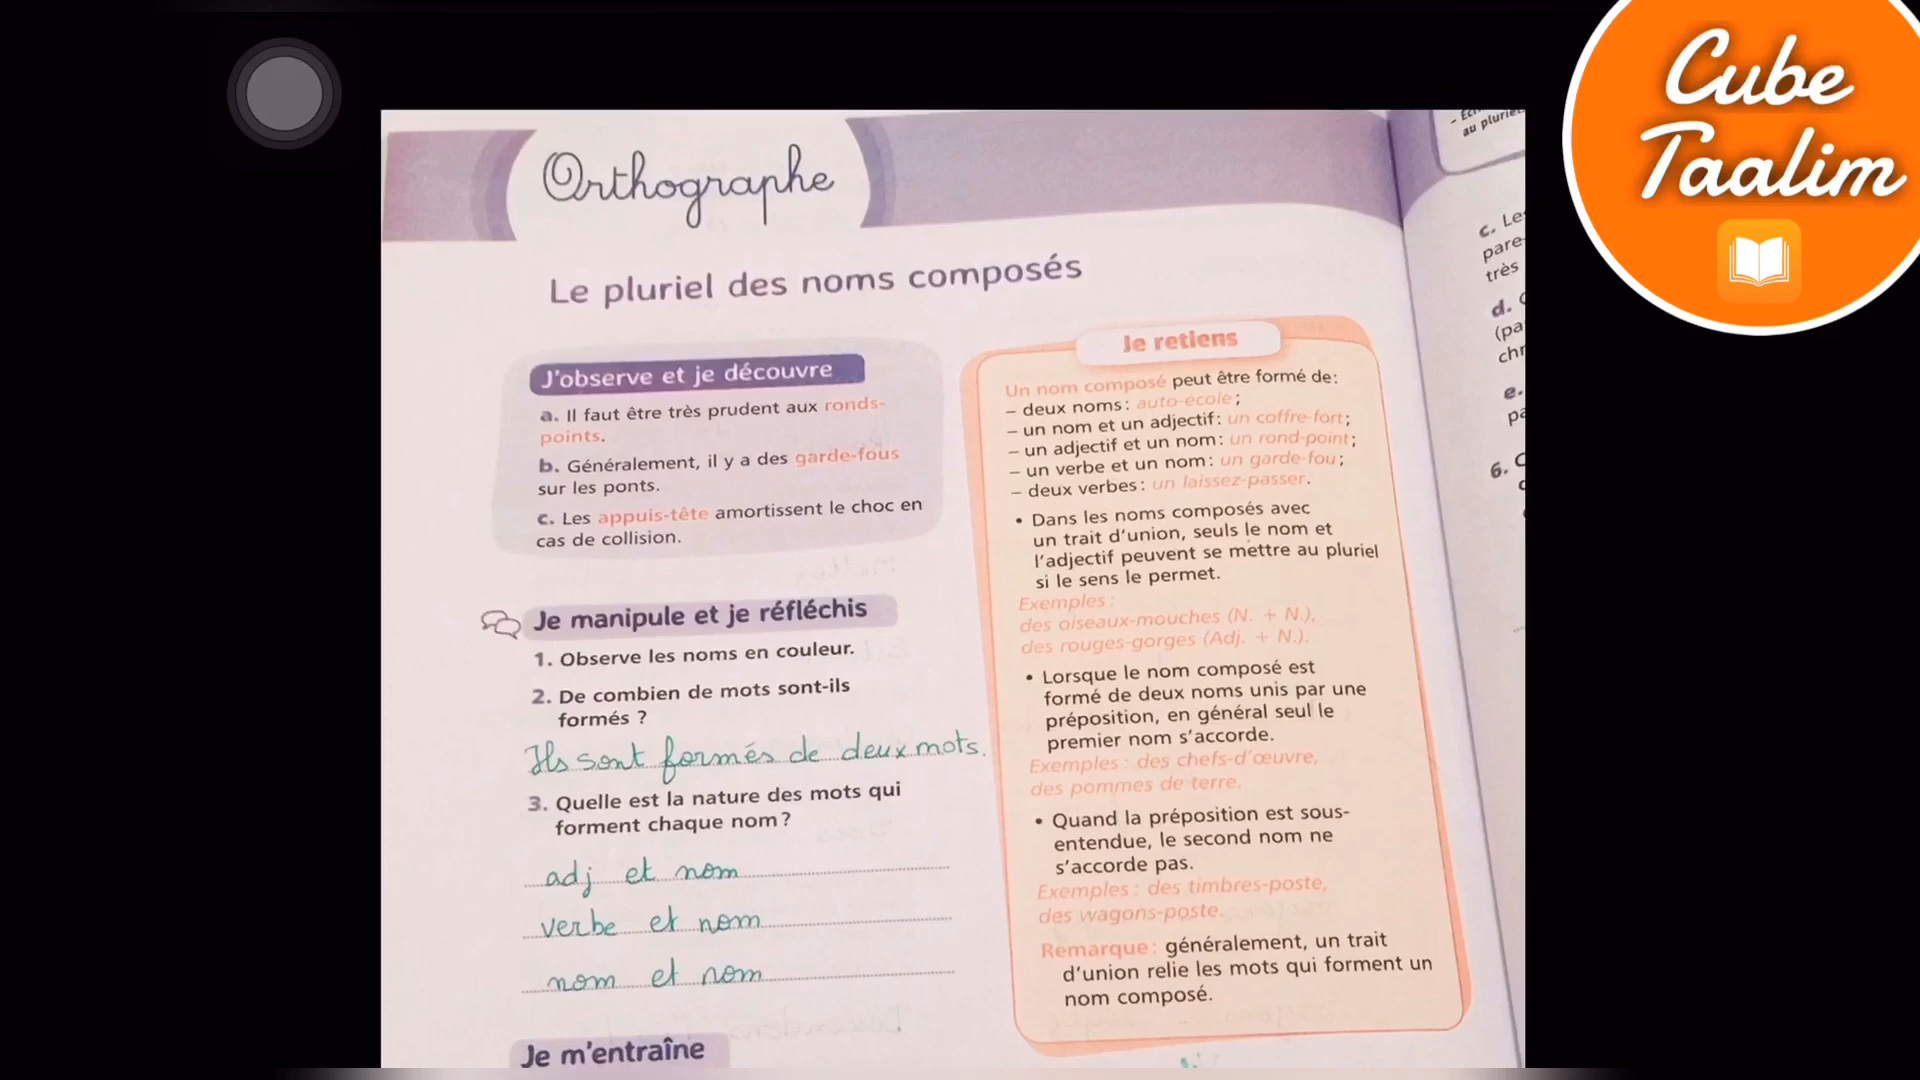 Cube
Taalim
Orthographe
Le pluriel des noms composés
J'observe et je découvre
a. Il faut être très prudent aux ronds-
points.
b. Généralement, il y a des garde-fous
sur les ponts.
c. Les appuis-tête amortissent le choc en
cas de collision.
Je manipule et je réfléchis
1. Observe les noms en couleur.
2. De combien de mots sont-ils
formés ?
Ils sont formés de deux mots.
3. Quelle est la nature des mots qui
forment chaque nom ?
adj et nom
verbe et nom
nom et nom
Je m'entraîne
Je retiens
Un nom composé peut être formé de :
– deux noms : auto-école ;
– un nom et un adjectif : un coffre-fort ;
– un adjectif et un nom : un rond-point ;
– un verbe et un nom : un garde-fou ;
– deux verbes : un laissez-passer.
• Dans les noms composés avec
un trait d'union, seuls le nom et
l'adjectif peuvent se mettre au pluriel
si le sens le permet.
Exemples :
des oiseaux-mouches (N. + N.),
des rouges-gorges (Adj. + N.).
• Lorsque le nom composé est
formé de deux noms unis par une
préposition, en général seul le
premier nom s'accorde.
Exemples : des chefs-d'œuvre,
des pommes de terre.
• Quand la préposition est sous-
entendue, le second nom ne
s'accorde pas.
Exemples : des timbres-poste,
des wagons-poste.
Remarque : généralement, un trait
d'union relie les mots qui forment un
nom composé.
au pluriel
c. Les
pare-
très
d.
(pa
chr
e.
pa
6.